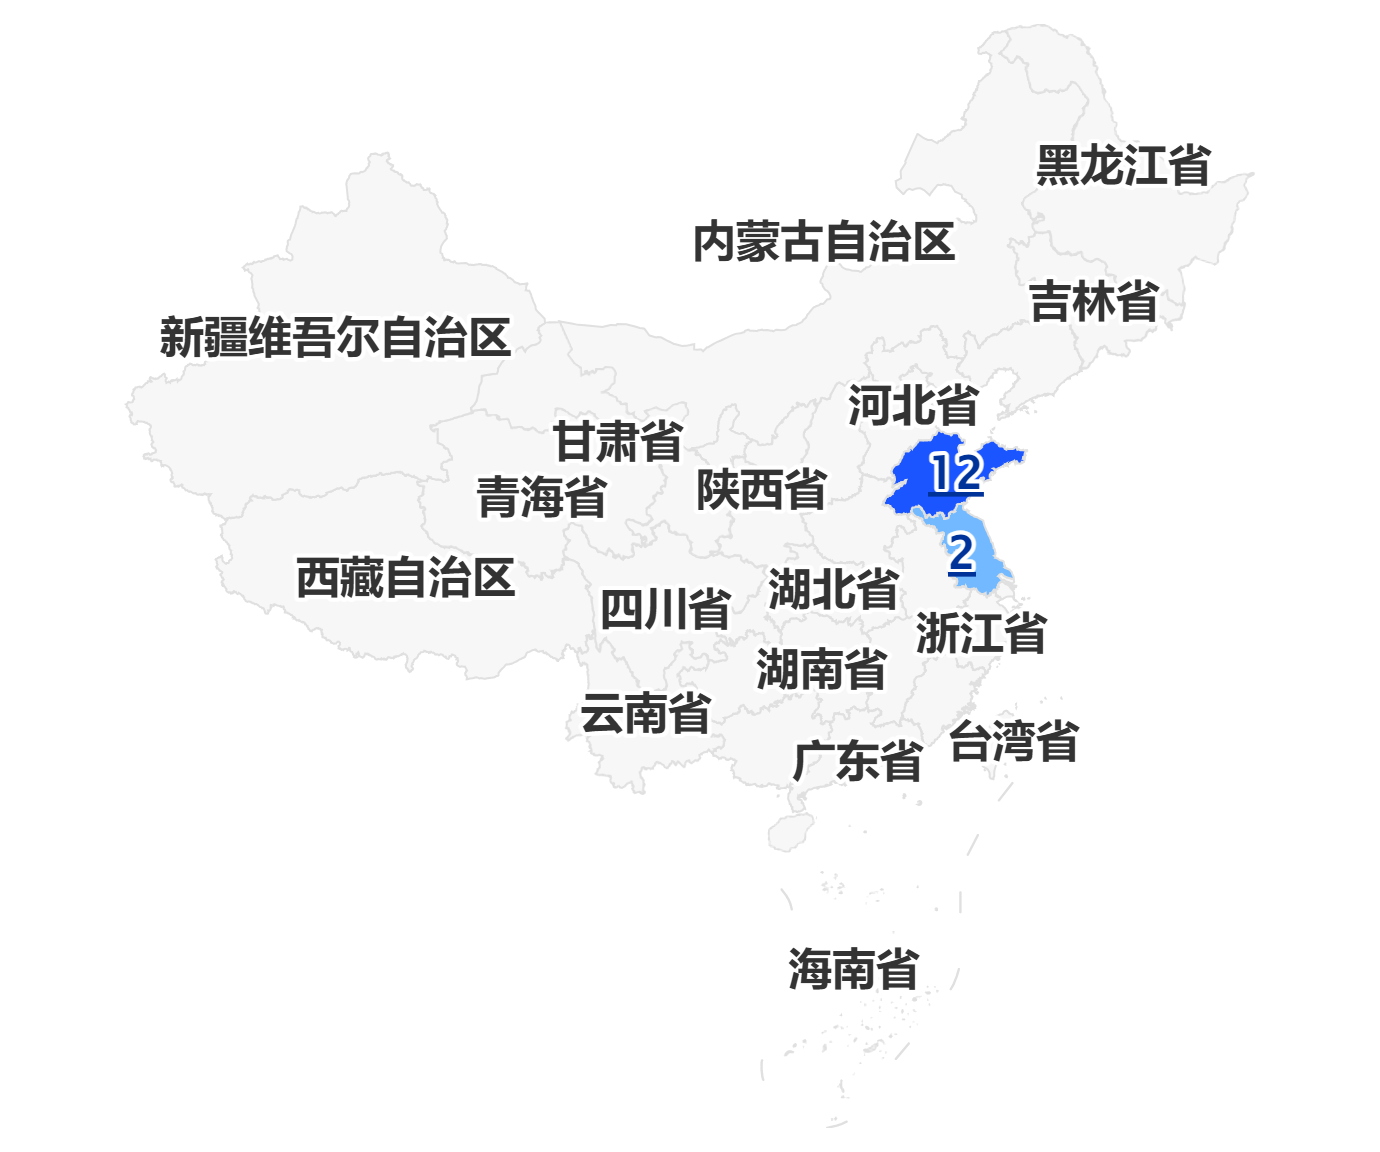 黑龙江省
内蒙古自治区
吉林省
新疆维吾尔自治区
河北省
甘肃省
12
陕西省
青海省
2
西藏自治区
湖北省
四川省
浙江省
湖南省
云南省
台湾省
广东省
海南省